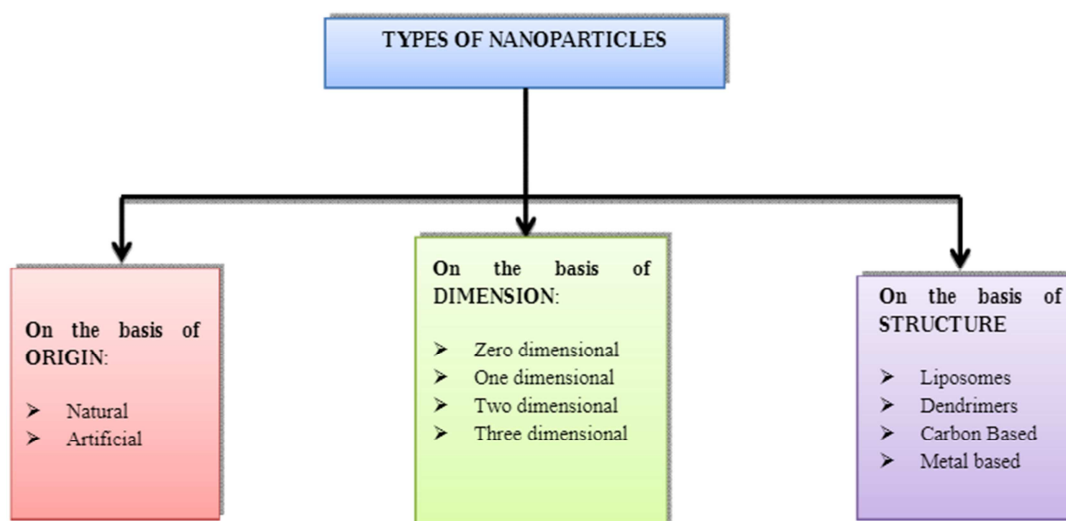 TYPES OF NANOPARTICLES
On the basis of
ORIGIN:
➤ Natural
➤ Artificial
On the basis of
DIMENSION:
➤ Zero dimensional
➤ One dimensional
➤ Two dimensional
➤ Three dimensional
On the basis of
STRUCTURE
➤ Liposomes
➤ Dendrimers
➤ Carbon Based
➤ Metal based